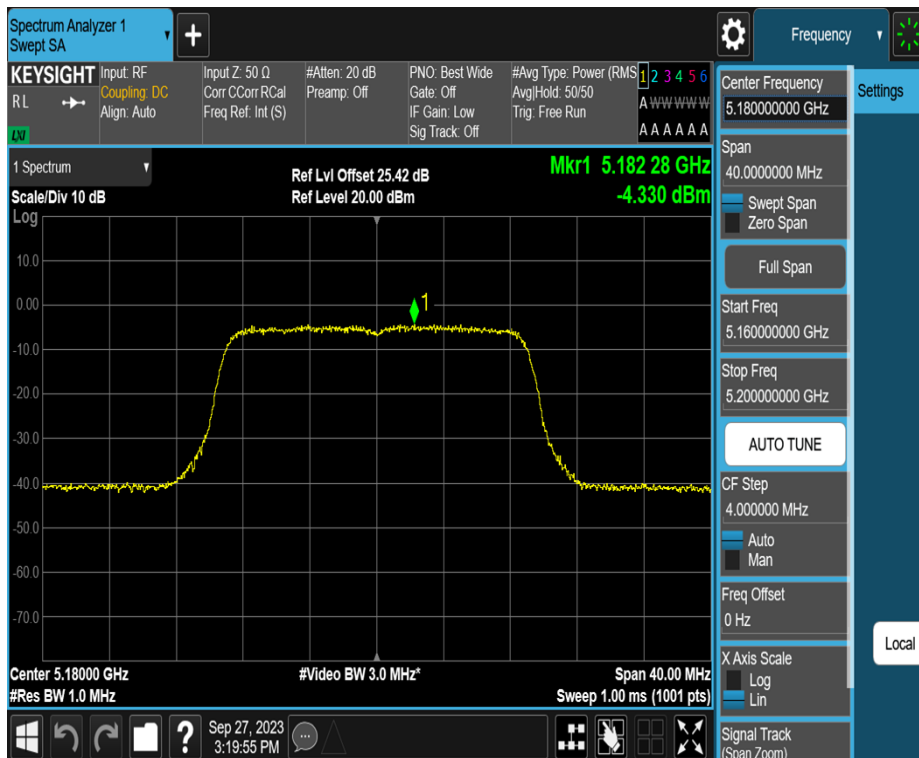 Spectrum Analyzer 1
Swept SA
Frequency
KEYSIGHT
RL
LXI
Input: RF
Coupling: DC
Align: Auto
Input Z: 50 Ω
Corr CCorr RCal
Freq Ref: Int (S)
#Atten: 20 dB
Preamp: Off
PNO: Best Wide
Gate: Off
IF Gain: Low
Sig Track: Off
#Avg Type: Power (RMS
Avg|Hold: 50/50
Trig: Free Run
1 2 3 4 5 6
A W W W W W
A A A A A A
1 Spectrum
Scale/Div 10 dB
Log
Ref Lvl Offset 25.42 dB
Ref Level 20.00 dBm
Mkr1 5.182 28 GHz
-4.330 dBm
10.0
0.00
-10.0
-20.0
-30.0
-40.0
-50.0
-60.0
-70.0
1
Center 5.18000 GHz
#Res BW 1.0 MHz
#Video BW 3.0 MHz*
Span 40.00 MHz
Sweep 1.00 ms (1001 pts)
?
Sep 27, 2023
3:19:55 PM
Center Frequency
5.180000000 GHz
Settings
Span
40.0000000 MHz
Swept Span
Zero Span
Full Span
Start Freq
5.160000000 GHz
Stop Freq
5.200000000 GHz
AUTO TUNE
CF Step
4.000000 MHz
Auto
Man
Freq Offset
0 Hz
Local
X Axis Scale
Log
Lin
Signal Track
(Span Zoom)